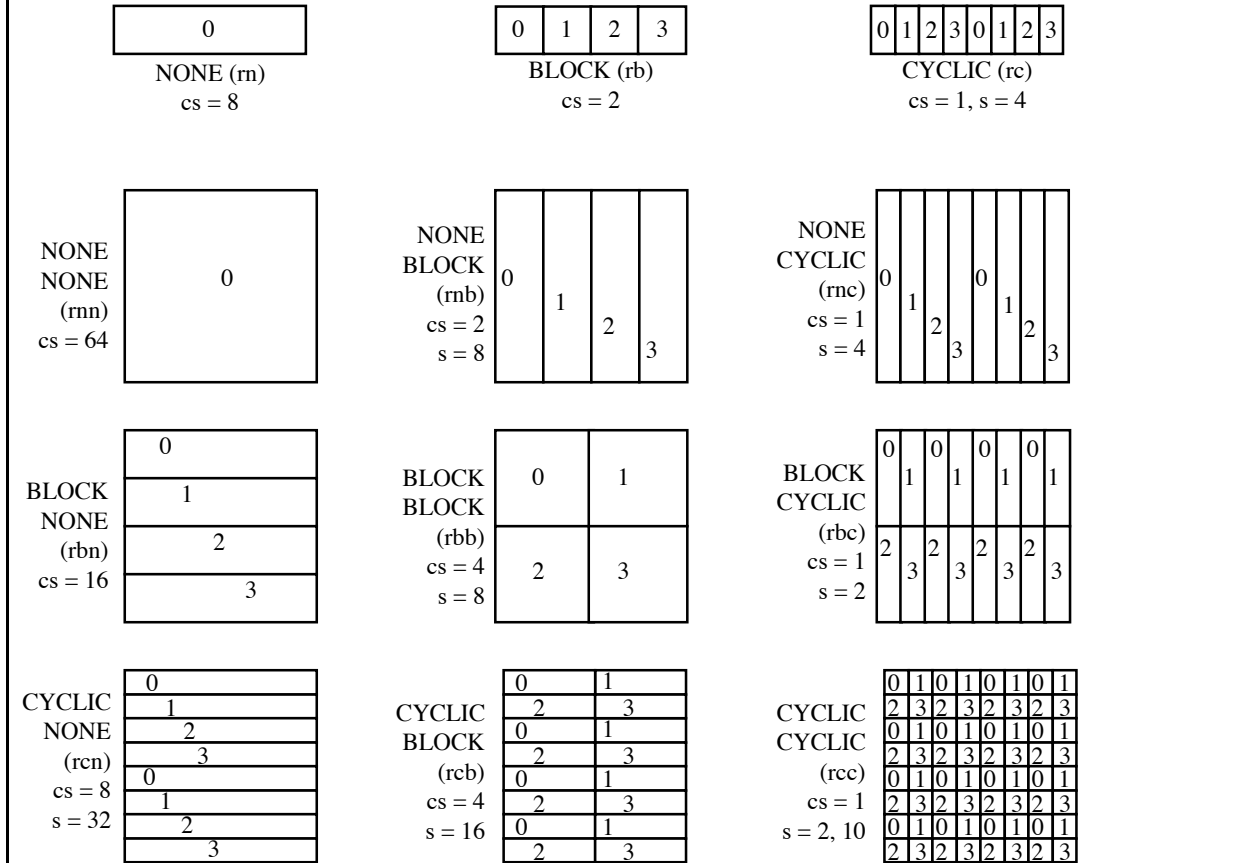 0
NONE (rn)
cs = 8
0 1 2 3
BLOCK (rb)
cs = 2
0 1 2 3 0 1 2 3
CYCLIC (rc)
cs = 1, s = 4
NONE
NONE
(rnn)
cs = 64
0
NONE
BLOCK
(rnb)
cs = 2
s = 8
0
1
2
3
NONE
CYCLIC
(rnc)
cs = 1
s = 4
0 0
1 1
2 2
3 3
BLOCK
NONE
(rbn)
cs = 16
0
1
2
3
BLOCK
BLOCK
(rbb)
cs = 4
s = 8
0 1
2 3
BLOCK
CYCLIC
(rbc)
cs = 1
s = 2
0 0 0 0
1 1 1 1
2 2 2 2
3 3 3 3
CYCLIC
NONE
(rcn)
cs = 8
s = 32
0
1
2
3
0
1
2
3
CYCLIC
BLOCK
(rcb)
cs = 4
s = 16
0 1
2 3
0 1
2 3
0 1
2 3
0 1
2 3
CYCLIC
CYCLIC
(rcc)
cs = 1
s = 2, 10
0 1 0 1 0 1 0 1
2 3 2 3 2 3 2 3
0 1 0 1 0 1 0 1
2 3 2 3 2 3 2 3
0 1 0 1 0 1 0 1
2 3 2 3 2 3 2 3
0 1 0 1 0 1 0 1
2 3 2 3 2 3 2 3